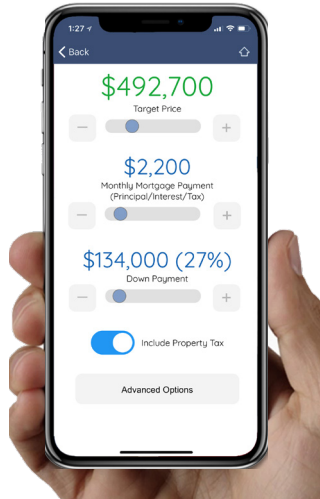 1:27
Back
$492,700
Target Price
$2,200
Monthly Mortgage Payment
(Principal/Interest/Tax)
$134,000 (27%)
Down Payment
Include Property Tax
Advanced Options